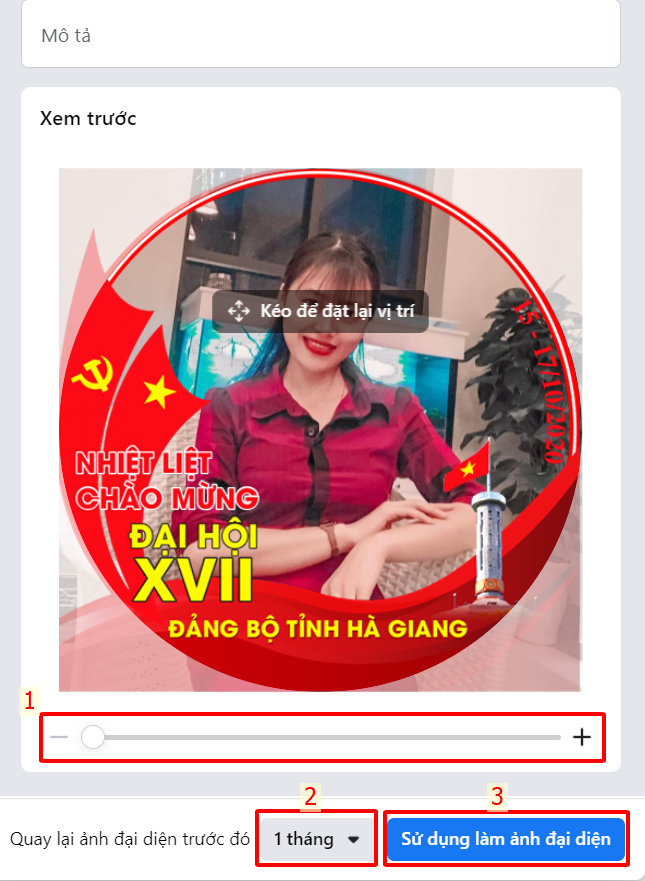 Mô tả
Xem trước
Kéo để đặt lại vị trí
15 - 17/10/2020
NHIỆT LIỆT
CHÀO MỪNG
ĐẠI HỘI
XVII
ĐẢNG BỘ TỈNH HÀ GIANG
1
2
3
Quay lại ảnh đại diện trước đó
1 tháng
Sử dụng làm ảnh đại diện